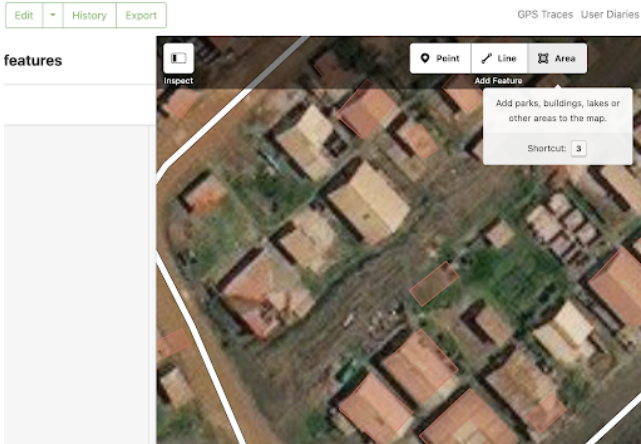 Edit History Export GPS Traces User Diaries
features
Inspect
Point Line Area
Add Feature
Add parks, buildings, lakes or
other areas to the map.
Shortcut: 3